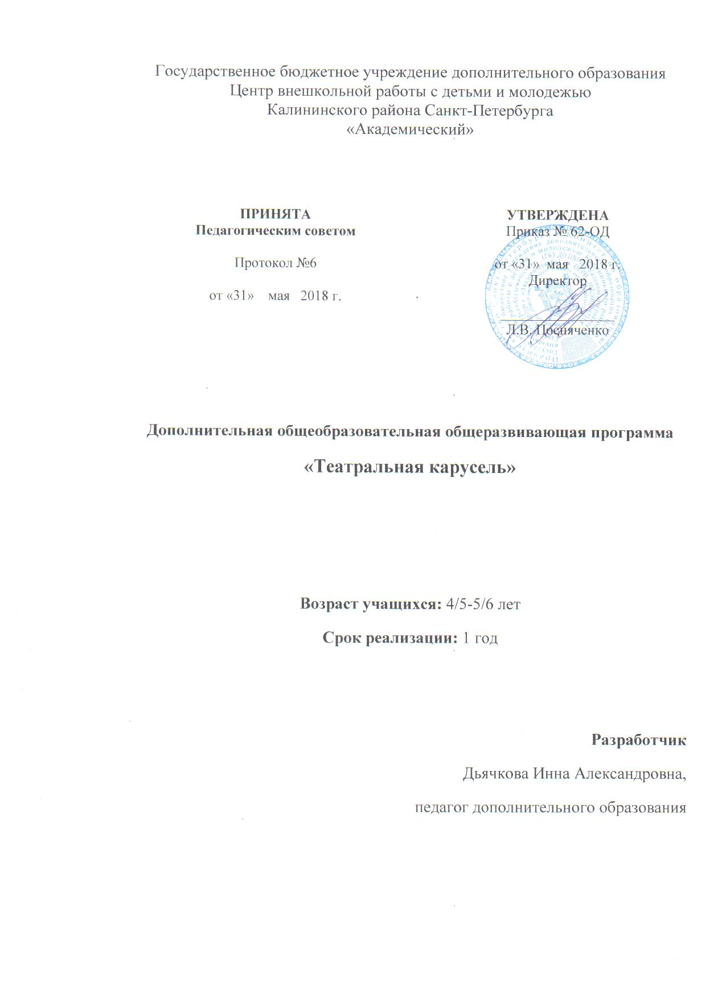 Государственное бюджетное учреждение дополнительного образования
Центр внешкольной работы с детьми и молодежью
Калининского района Санкт-Петербурга
«Академический»
ПРИНЯТА
Педагогическим советом
Протокол №6
от «31» мая 2018 г.
УТВЕРЖДЕНА
Приказ № 62-ОД
от «31» мая 2018 г.
Директор
Л.В. Посняченко
Дополнительная общеобразовательная общеразвивающая программа
«Театральная карусель»
Возраст учащихся: 4/5-5/6 лет
Срок реализации: 1 год
Разработчик
Дьячкова Инна Александровна,
педагог дополнительного образования